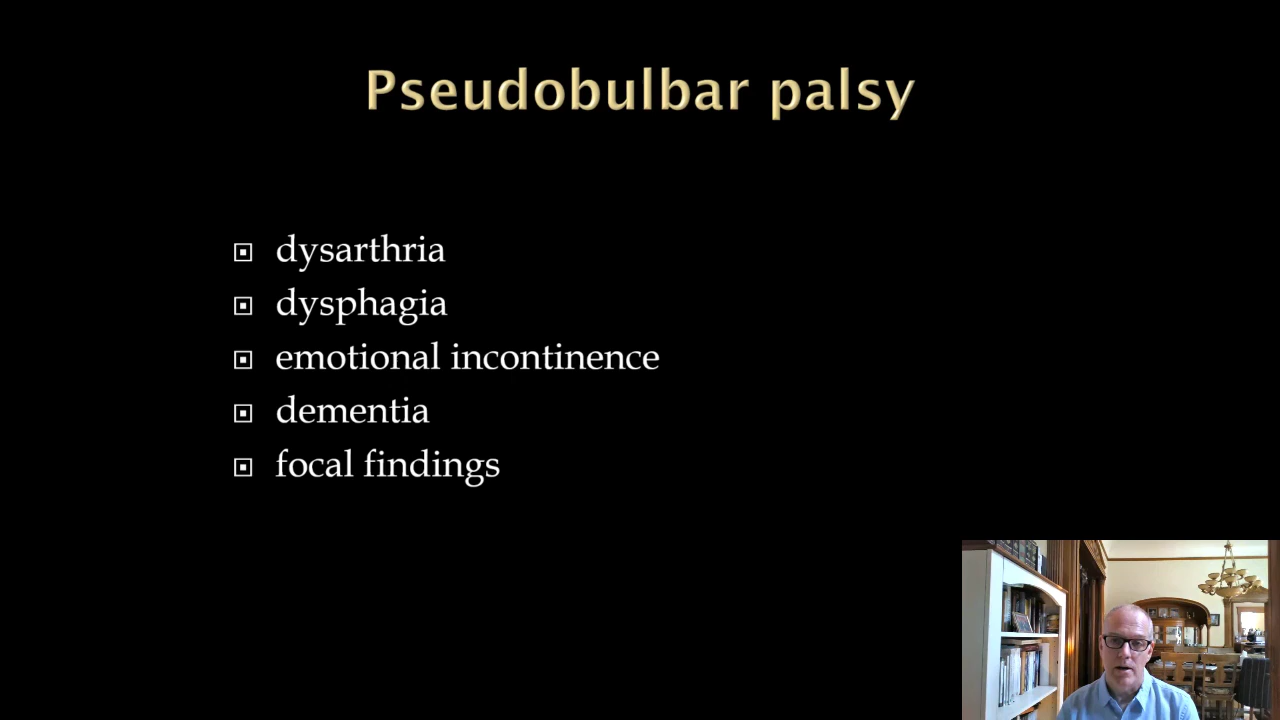 Pseudobulbar palsy
dysarthria
dysphagia
emotional incontinence
dementia
focal findings